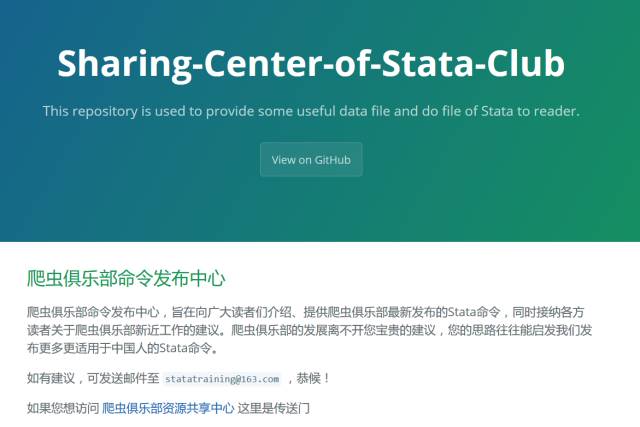 Sharing-Center-of-Stata-Club
This repository is used to provide some useful data file and do file of Stata to reader.
View on GitHub
爬虫俱乐部命令发布中心
爬虫俱乐部命令发布中心，旨在向广大读者们介绍、提供爬虫俱乐部最新发布的Stata命令，同时接纳各方
读者关于爬虫俱乐部新近工作的建议。爬虫俱乐部的发展离不开您宝贵的建议，您的思路往往能启发我们发
布更多更适用于中国人的Stata命令。
如有建议，可发送邮件至 statatraining@163.com ，恭候！
如果您想访问 爬虫俱乐部资源共享中心 这里是传送门